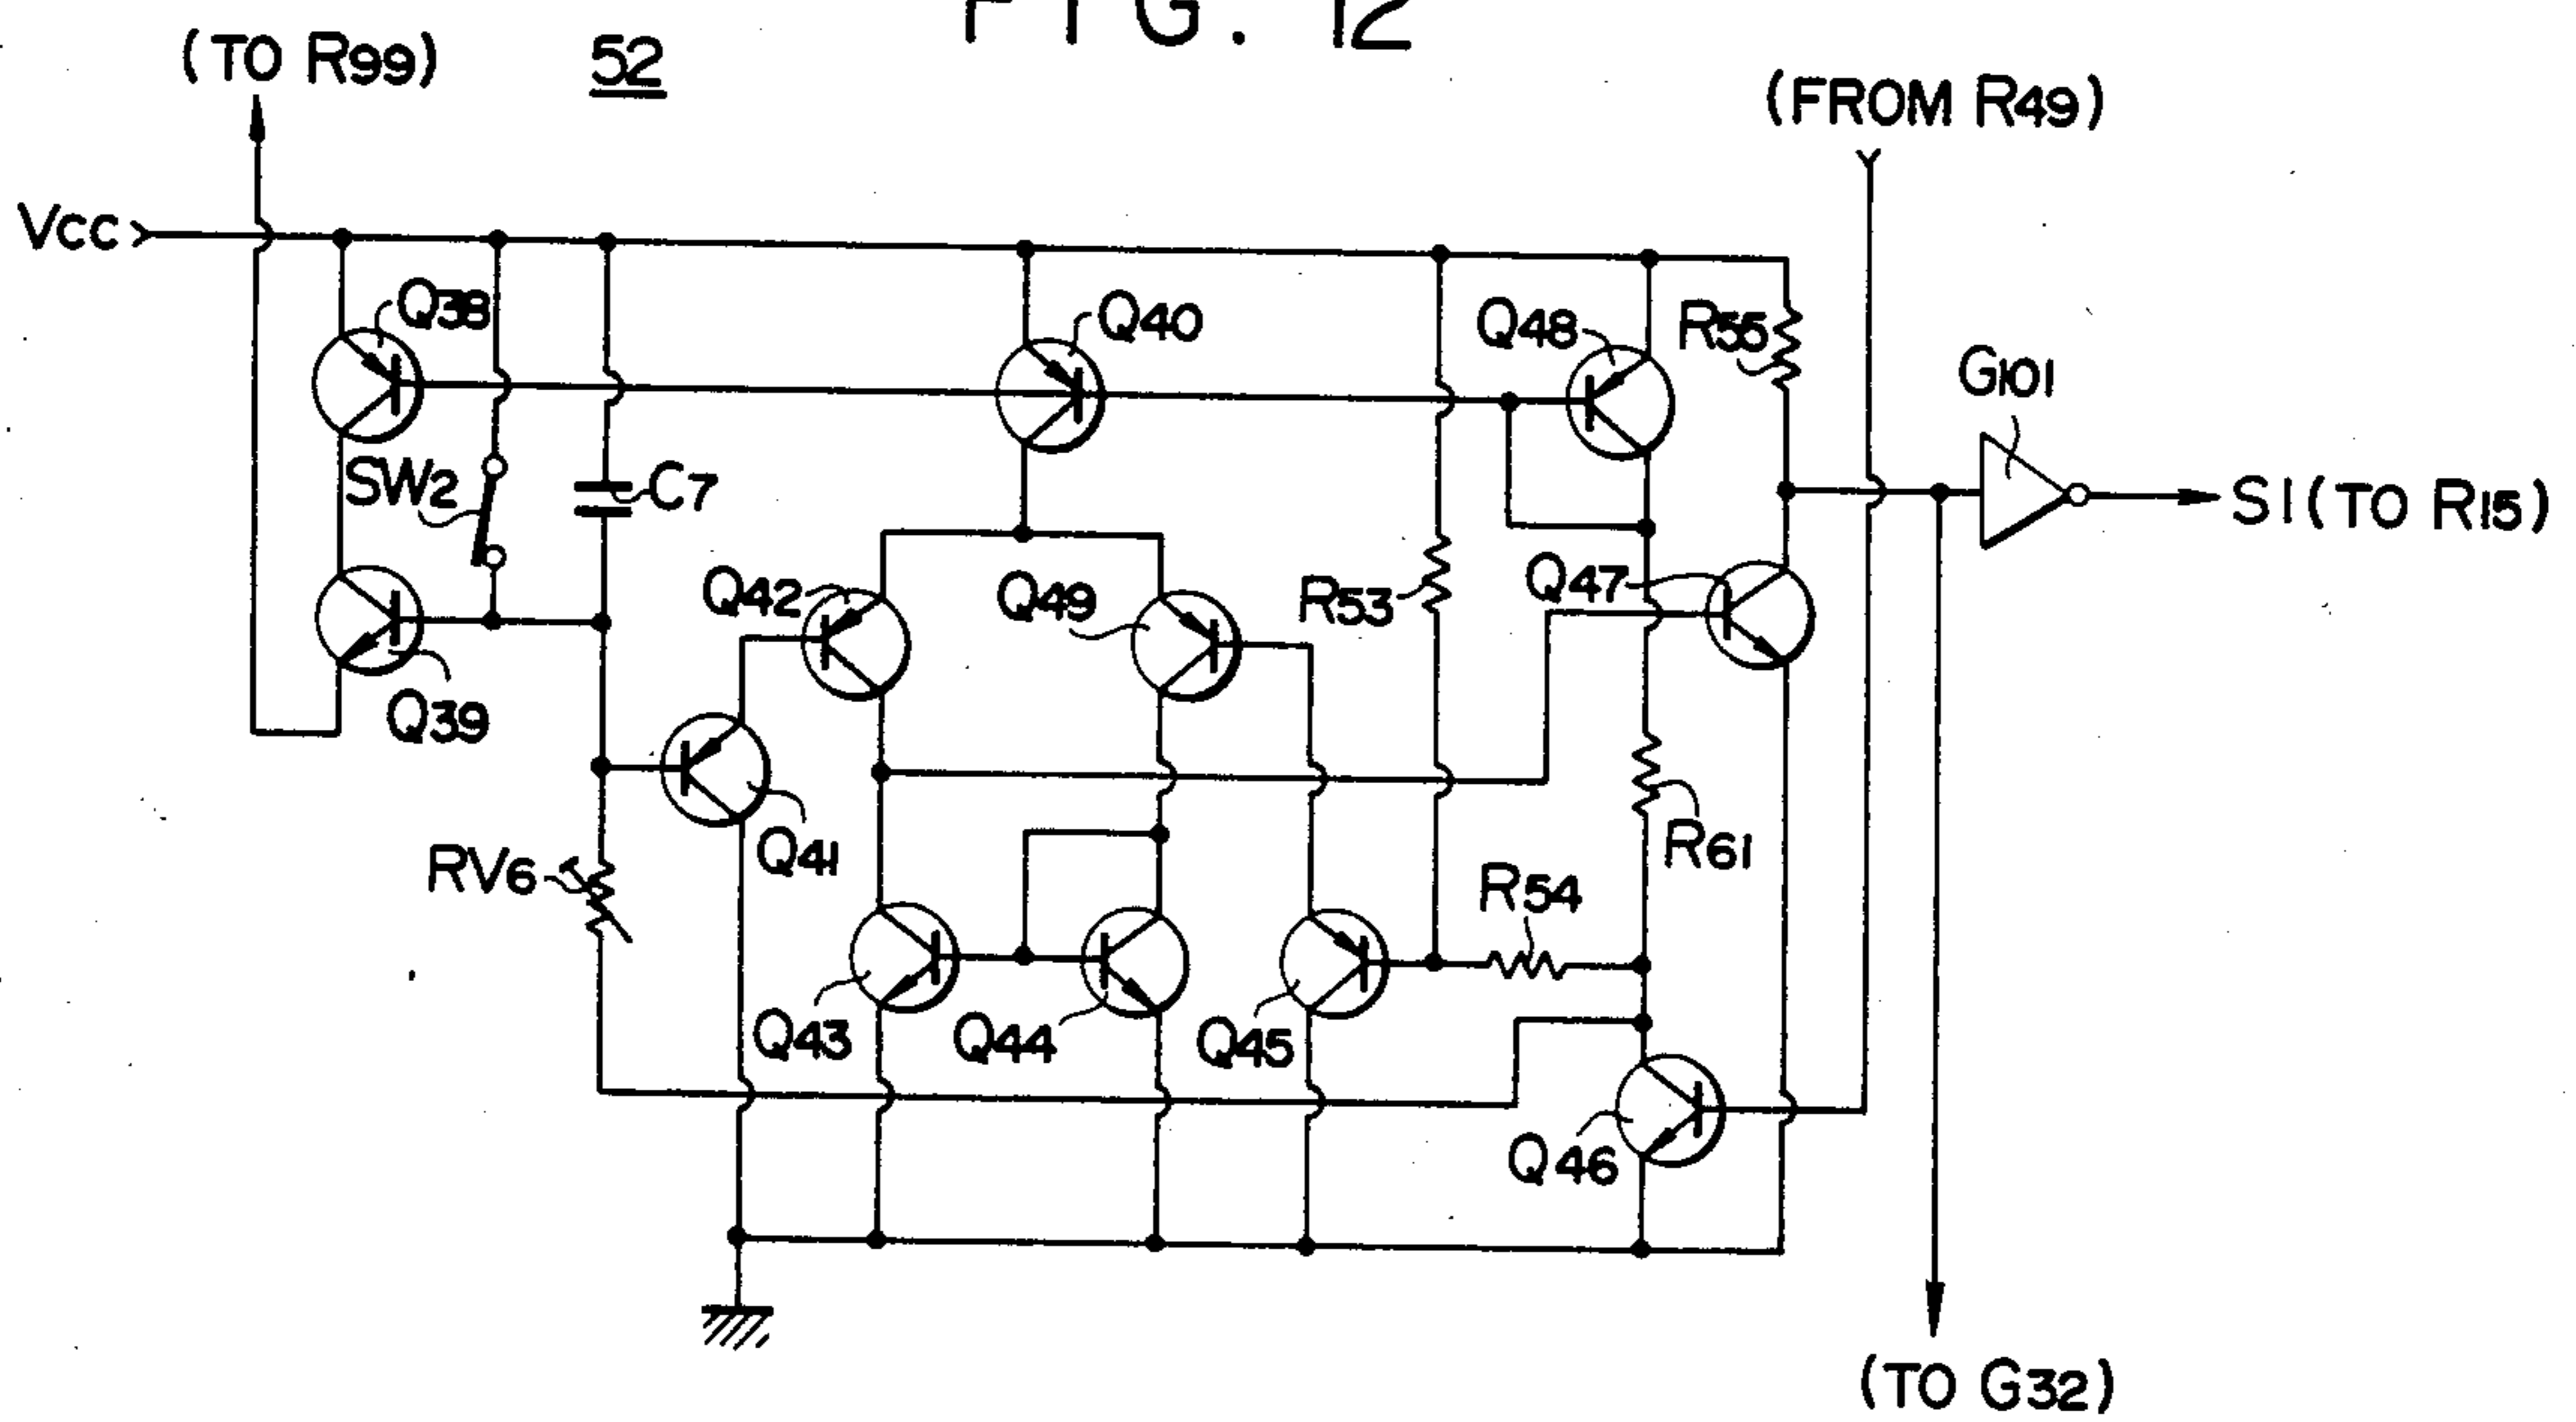 FIG. 12
(TO R99)
52
(FROM R49)
Vcc
Q38
Q40
Q48
R55
G101
SW2
C7
S1(TO R15)
Q42
Q49
R53
Q47
Q39
RV6
Q41
R61
R54
Q43
Q44
Q45
Q46
(TO G32)